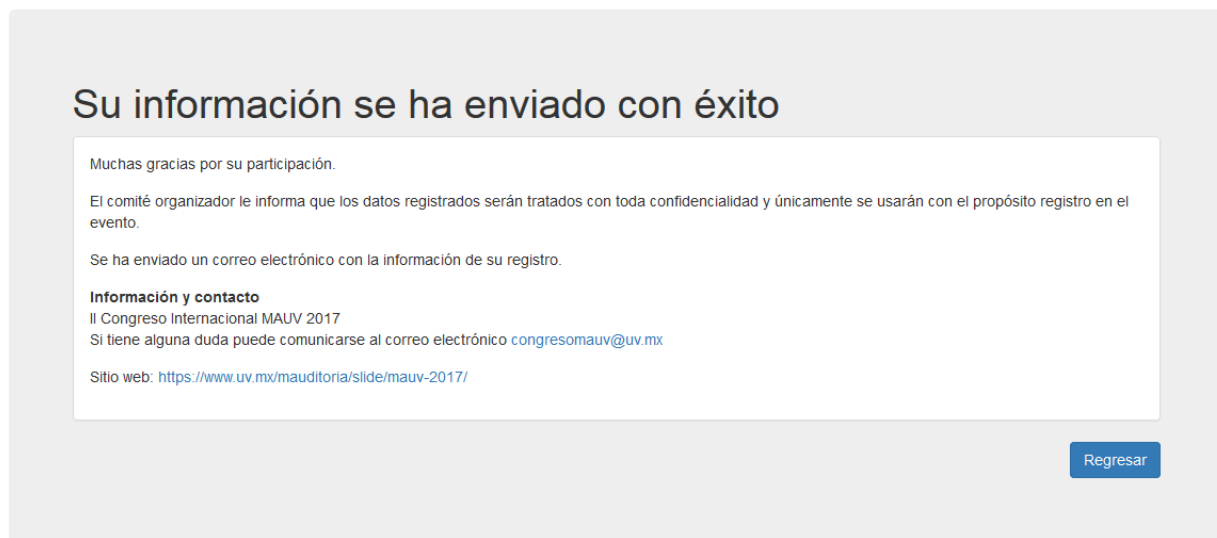 Su información se ha enviado con éxito
Muchas gracias por su participación.
El comité organizador le informa que los datos registrados serán tratados con toda confidencialidad y únicamente se usarán con el propósito registro en el
evento.
Se ha enviado un correo electrónico con la información de su registro.
Información y contacto
II Congreso Internacional MAUV 2017
Si tiene alguna duda puede comunicarse al correo electrónico congresomauv@uv.mx
Sitio web: https://www.uv.mx/mauditoria/slide/mauv-2017/
Regresar